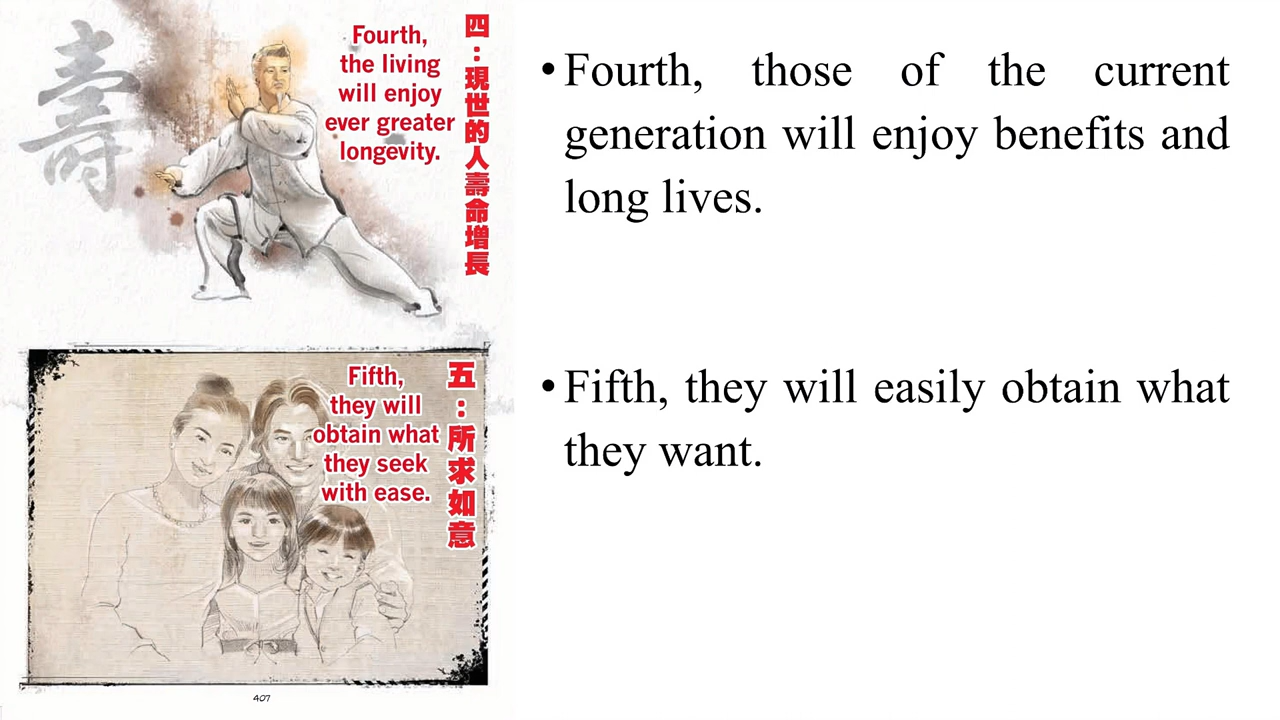 壽
Fourth,
the living
will enjoy
ever greater
longevity.
四：現世的人壽命增長
Fifth,
they will
obtain what
they seek
with ease.
五：所求如意
407
• Fourth, those of the current
generation will enjoy benefits and
long lives.
• Fifth, they will easily obtain what
they want.